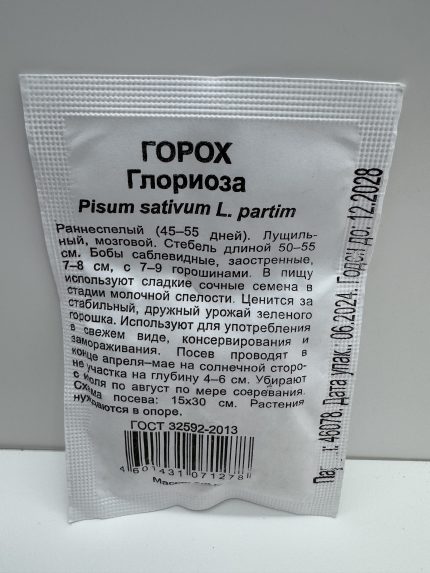 ГОРОХ
Глориоза
Pisum sativum L. partim
Раннеспелый (45–55 дней). Лущиль-
ный, мозговой. Стебель длиной 50–55
см. Бобы саблевидные, заостренные,
7–8 см, с 7–9 горошинами. В пищу
используют сладкие сочные семена в
стадии молочной спелости. Ценится за
стабильный, дружный урожай зеленого
горошка. Используют для употребления
в свежем виде, консервирования и
замораживания. Посев проводят в
конце апреля–мае на солнечной сторо-
не участка на глубину 4–6 см. Убирают
с июля по август по мере созревания.
Схема посева: 15х30 см. Растения
нуждаются в опоре.
ГОСТ 32592-2013
4 601431 071278
46078, Дата упак.: 06.2024, Годен до: 12.2028